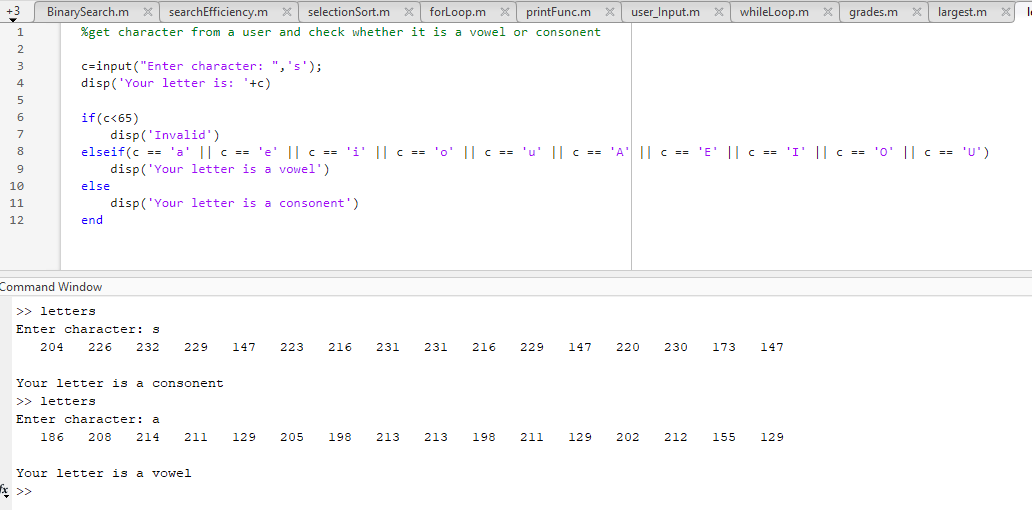 +3 BinarySearch.m × searchEfficiency.m × selectionSort.m × forLoop.m × printFunc.m × user_Input.m × whileLoop.m × grades.m × largest.m ×
1 %get character from a user and check whether it is a vowel or consonent
2
3 c=input("Enter character: ",'s');
4 disp('Your letter is: '+c)
5
6 if(c<65)
7 disp('Invalid')
8 elseif(c == 'a' || c == 'e' || c == 'i' || c == 'o' || c == 'u' || c == 'A' || c == 'E' || c == 'I' || c == 'O' || c == 'U')
9 disp('Your letter is a vowel')
10 else
11 disp('Your letter is a consonent')
12 end
Command Window
>> letters
Enter character: s
204 226 232 229 147 223 216 231 231 216 229 147 220 230 173 147
Your letter is a consonent
>> letters
Enter character: a
186 208 214 211 129 205 198 213 213 198 211 129 202 212 155 129
Your letter is a vowel
fx >>